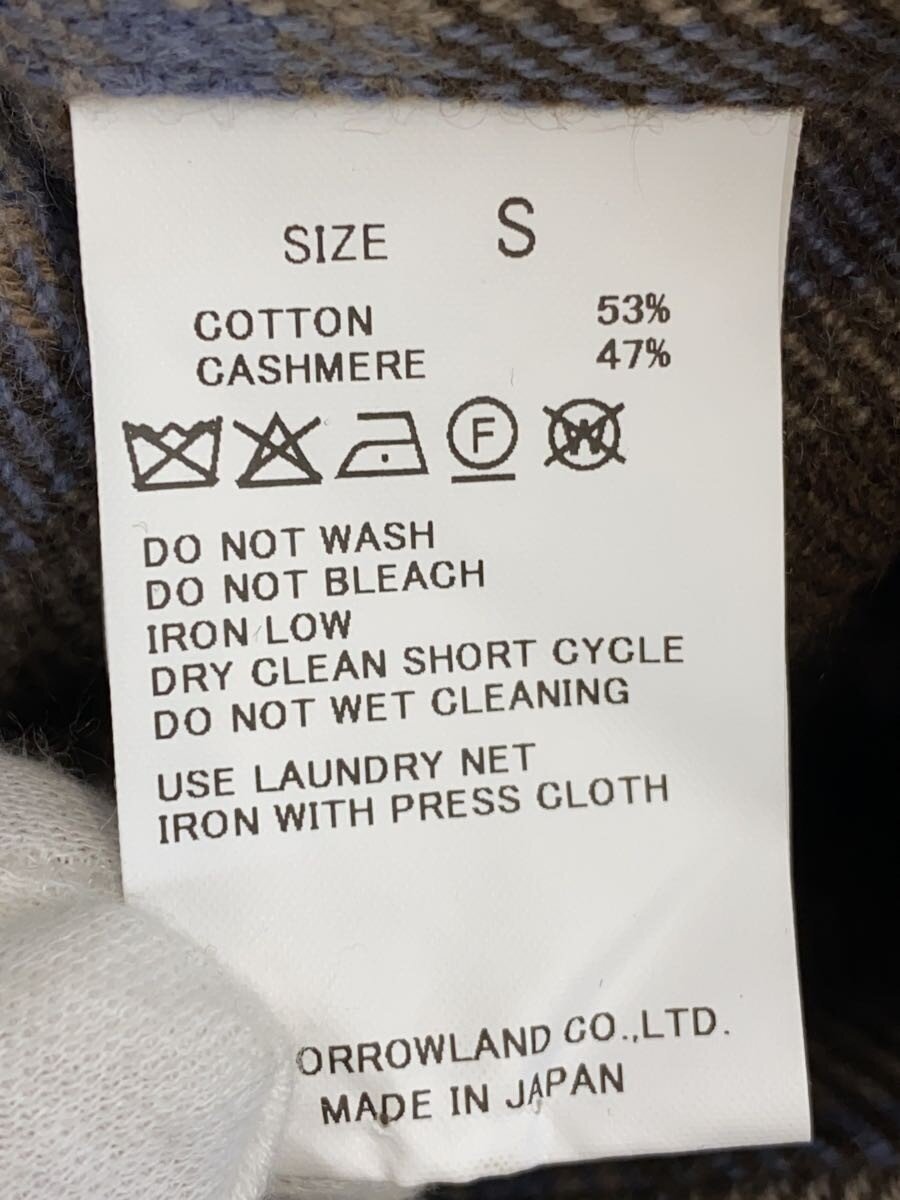 SIZE S
COTTON 53%
CASHMERE 47%
F W
DO NOT WASH
DO NOT BLEACH
IRON LOW
DRY CLEAN SHORT CYCLE
DO NOT WET CLEANING
USE LAUNDRY NET
IRON WITH PRESS CLOTH
ORROWLAND CO.,LTD.
MADE IN JAPAN